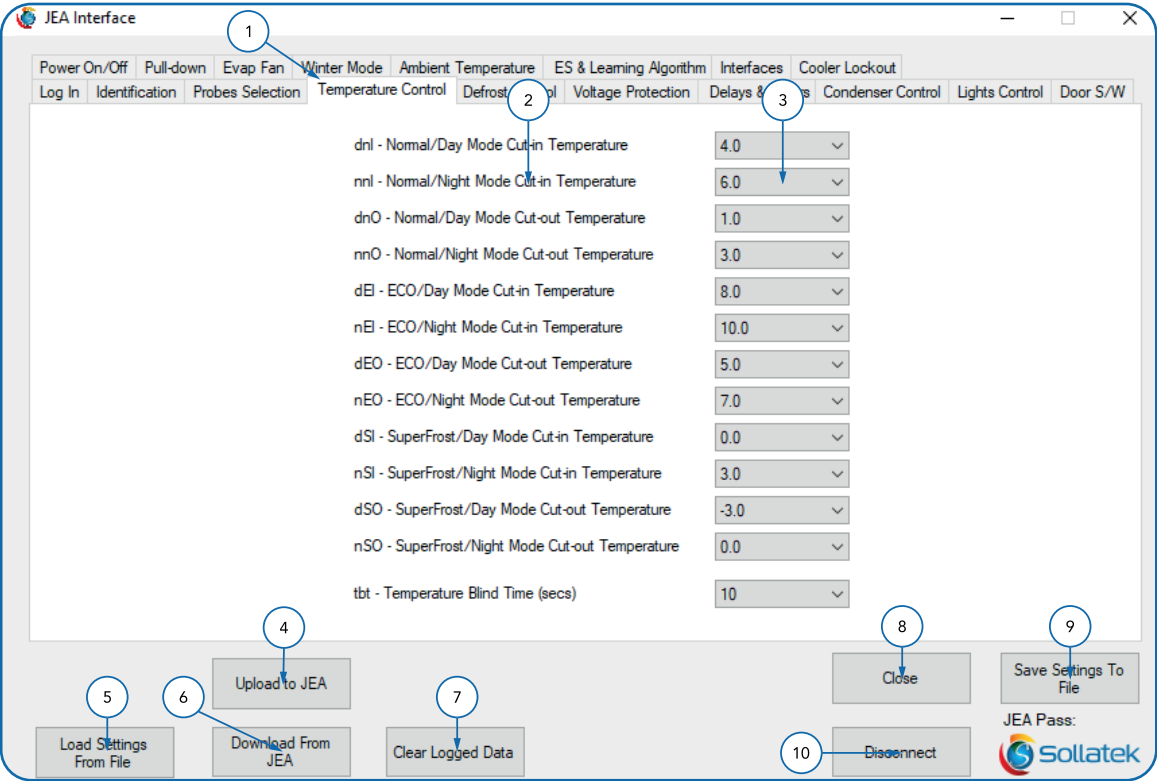 JEA Interface
1
Power On/Off Pull-down Evap Fan Winter Mode Ambient Temperature ES & Learning Algorithm Interfaces Cooler Lockout
Log In Identification Probes Selection Temperature Control Defrost Voltage Protection Delays & Condenser Control Lights Control Door S/W
2 3
dnI - Normal/Day Mode Cut-in Temperature 4.0
nnI - Normal/Night Mode Cut-in Temperature 6.0
dnO - Normal/Day Mode Cut-out Temperature 1.0
nnO - Normal/Night Mode Cut-out Temperature 3.0
dEI - ECO/Day Mode Cut-in Temperature 8.0
nEI - ECO/Night Mode Cut-in Temperature 10.0
dEO - ECO/Day Mode Cut-out Temperature 5.0
nEO - ECO/Night Mode Cut-out Temperature 7.0
dSI - SuperFrost/Day Mode Cut-in Temperature 0.0
nSI - SuperFrost/Night Mode Cut-in Temperature 3.0
dSO - SuperFrost/Day Mode Cut-out Temperature -3.0
nSO - SuperFrost/Night Mode Cut-out Temperature 0.0
tbt - Temperature Blind Time (secs) 10
4 8 9
Upload to JEA Close Save Settings To
File
5 6 7
JEA Pass:
Load Settings
From File
Download From
JEA
Clear Logged Data
10
Disconnect
Sollatek